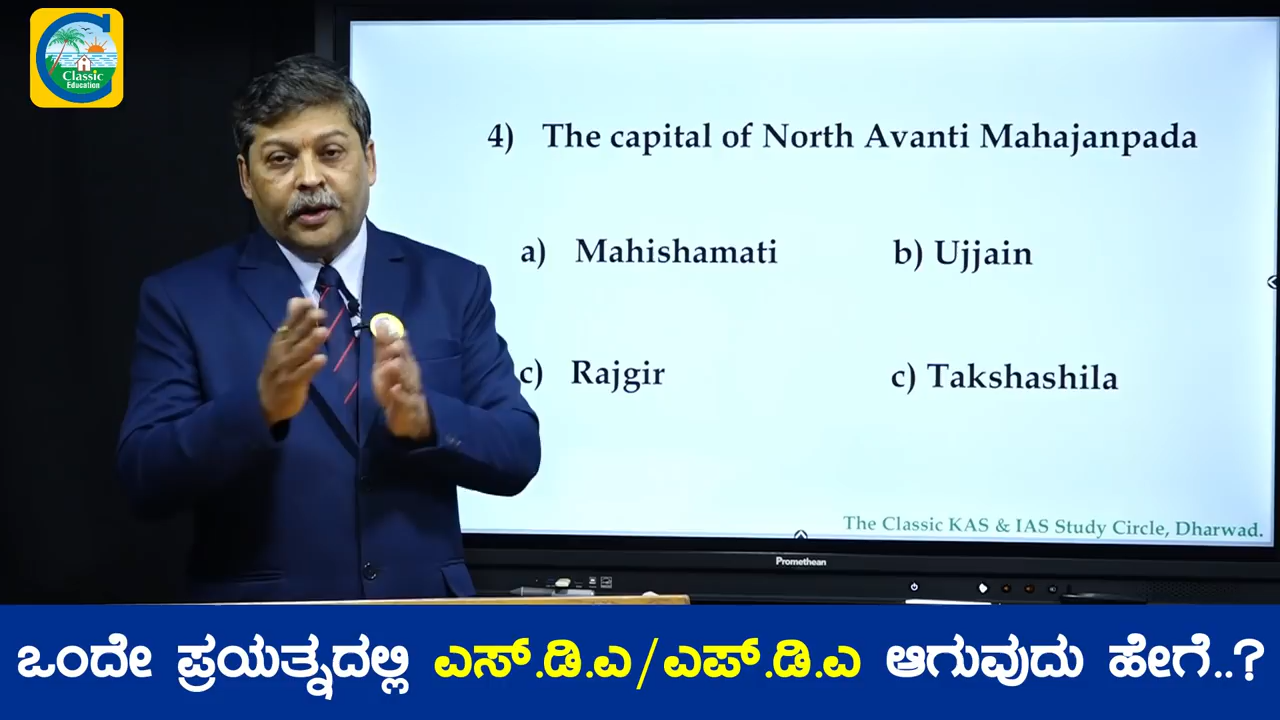 Classic
Education
4) The capital of North Avanti Mahajanpada
a) Mahishamati b) Ujjain
c) Rajgir c) Takshashila
The Classic KAS & IAS Study Circle, Dharwad.
Promethean
ಒಂದೇ ಪ್ರಯತ್ನದಲ್ಲಿ ಎಸ್.ಡಿ.ಎ/ಎಫ್.ಡಿ.ಎ ಆಗುವುದು ಹೇಗೆ..?